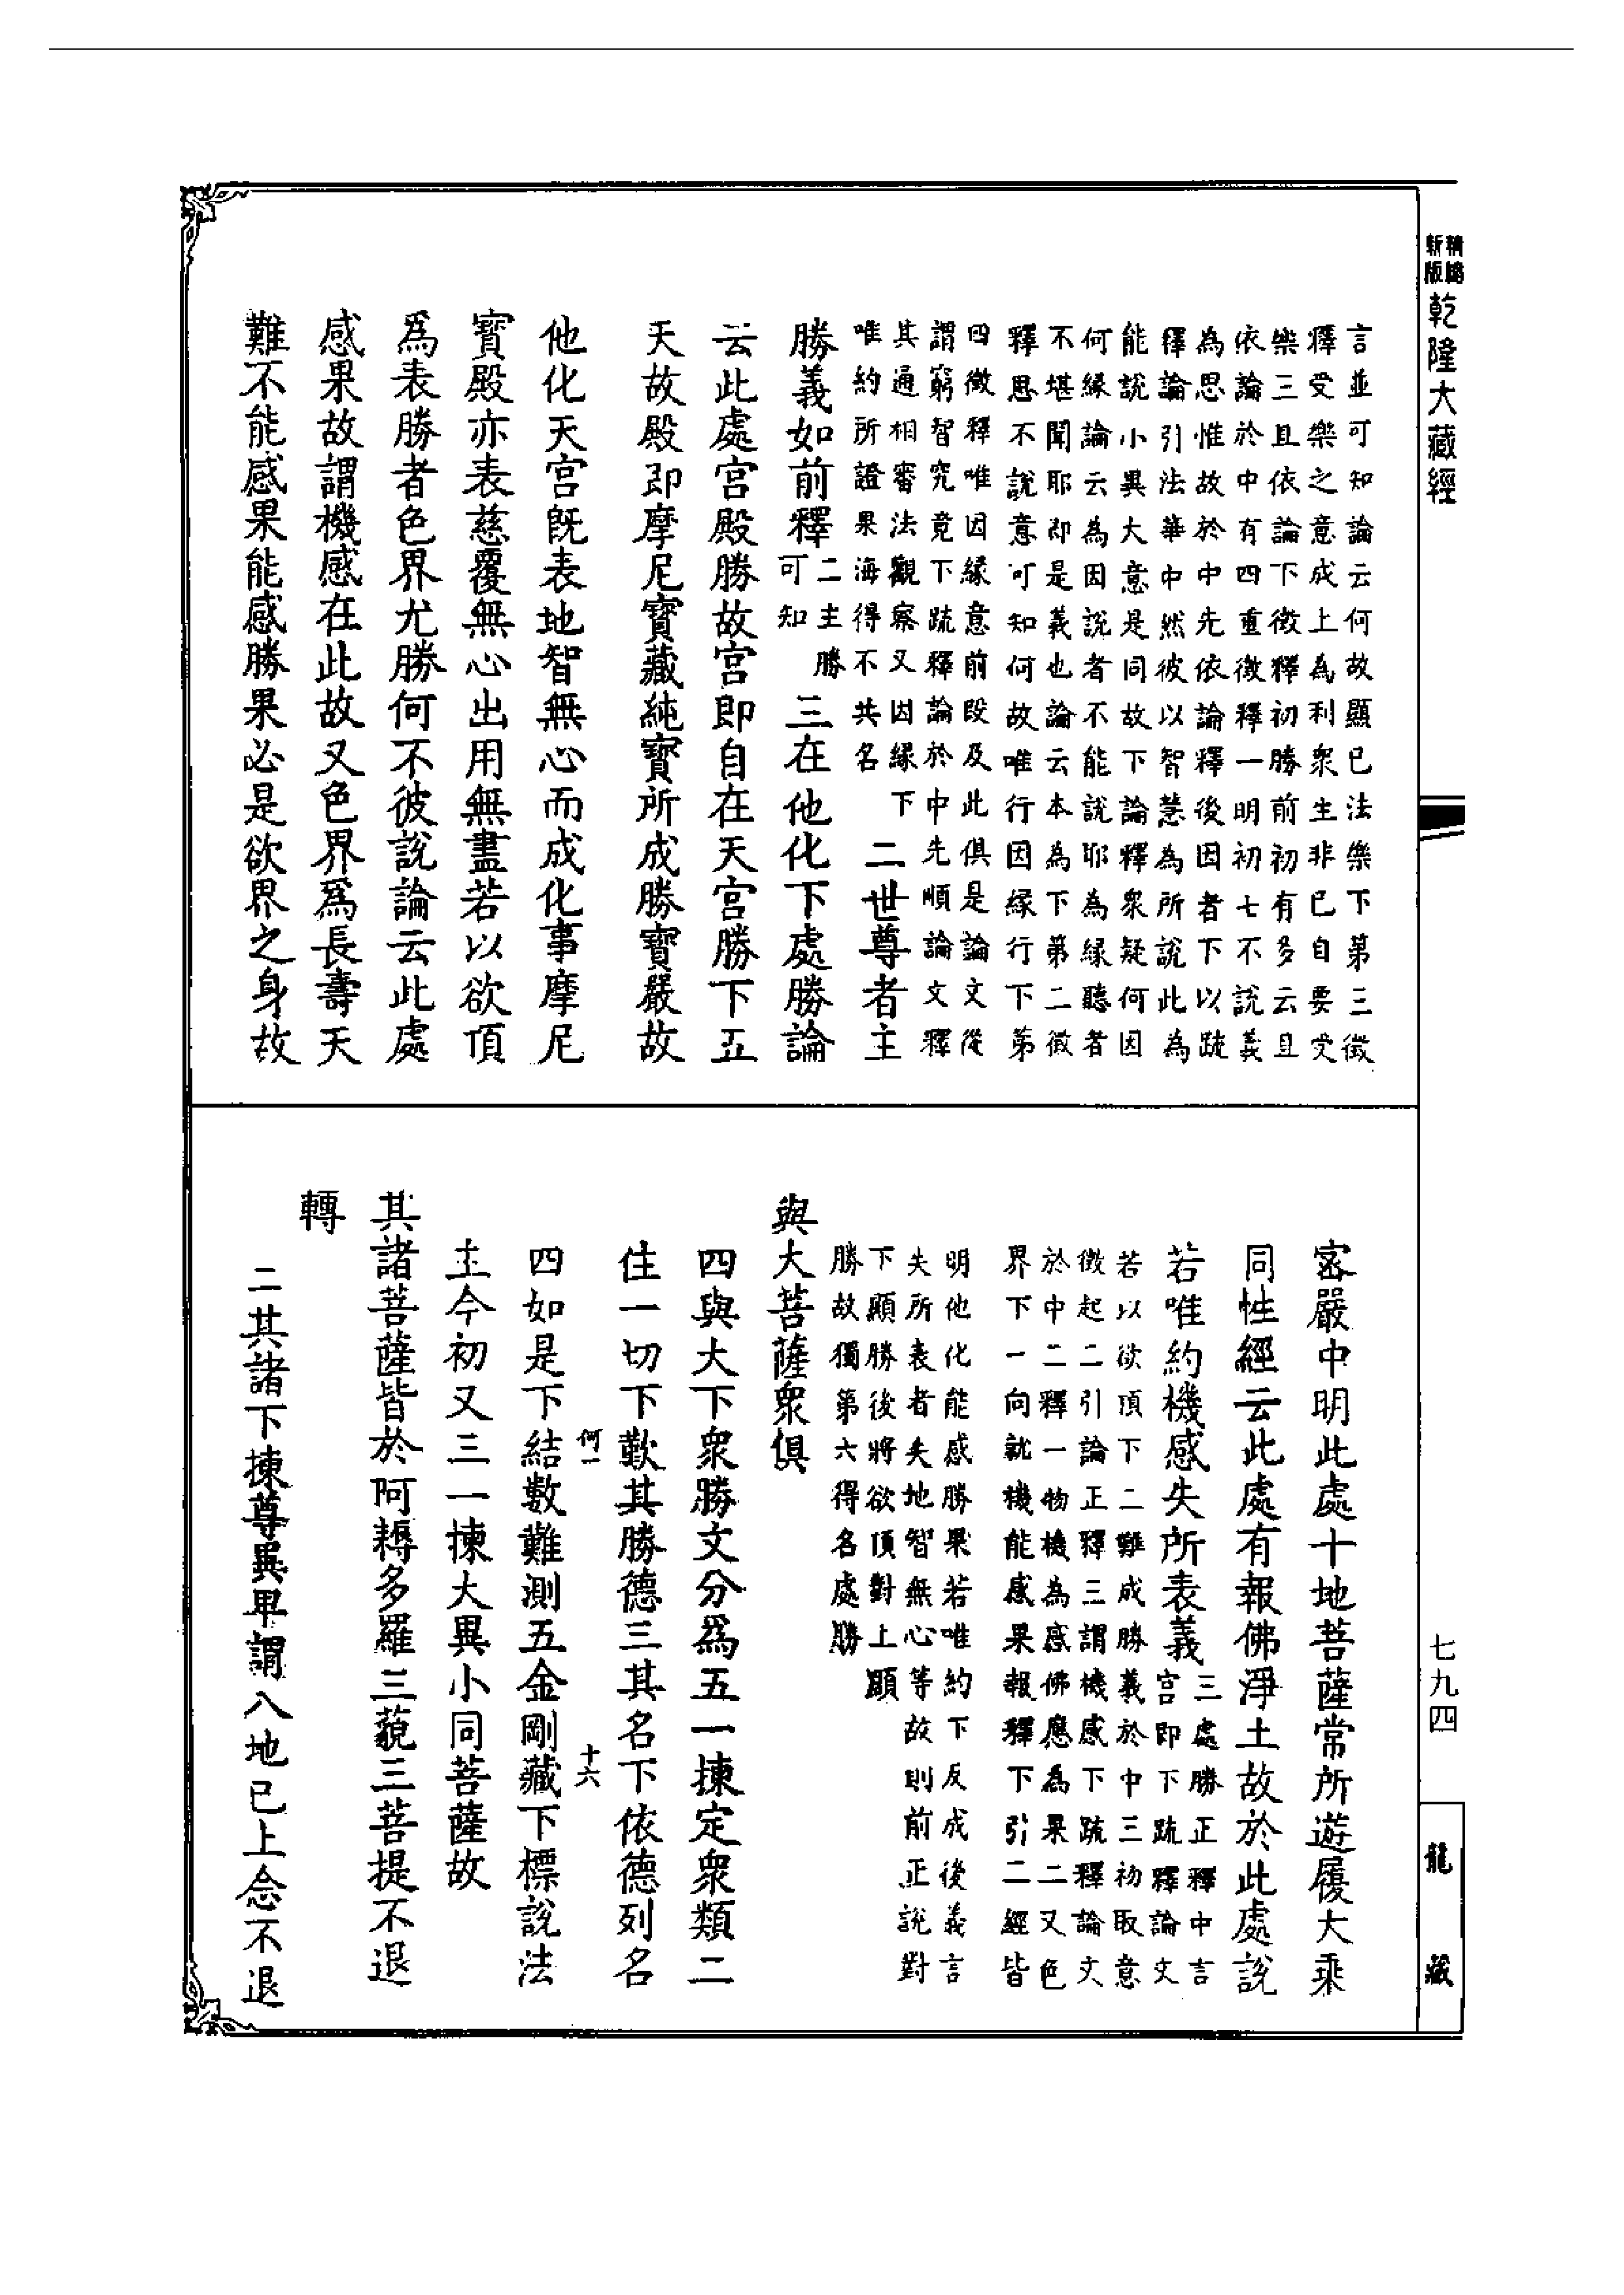 精縮
新版
乾隆大藏經
言並可知論云何故顯已法樂下第三徵
釋受樂之意成上為利衆生非已自要受
樂三且依論下徵釋初勝前初有多云且
依論於中有四重徵釋一明初七不說義
為思惟故於中先依論釋後因者下以疏
釋論引法華中然彼以智慧為所說此為
能說小異大意是同故下論釋衆疑何因
何緣論云為因說者不能說耶為緣聽者
不堪聞耶即是義也論云本為下第二徵
釋思不說意可知何故唯行因緣行下第
四徵釋唯因緣意前段及此俱是論文從
謂窮智究竟下疏釋論於中先順論文釋
其通相審法觀察又因緣下
唯約所證果海得不共名
二世尊者主
勝義如前釋二主勝可知三在他化下處勝論
云此處宮殿勝故宮即自在天宮勝下五
天故殿即摩尼寶藏純寶所成勝寶嚴故
他化天宮既表地智無心而成化事摩尼
寶殿亦表慈覆無心出用無盡若以欲頂
爲表勝者色界尤勝何不彼說論云此處
感果故謂機感在此故又色界爲長壽天
難不能感果能感勝果必是欲界之身故
密嚴中明此處十地菩薩常所遊履大乘
同性經云此處有報佛淨土故於此處說
若唯約機感失所表義
三處勝正釋中言
宮即下疏釋論文
若以欲頂下二難成勝義於中三初取意
徵起二引論正釋三謂機感下疏釋論文
於中二釋一物機為感佛應為果二又色
界下一向就機能感果報釋下引二經皆
明他化能感勝果若唯約下反成後義言
失所表者失地智無心等故則前正說對
下顯勝後將欲頂對上顯
勝故獨第六得名處勝
與大菩薩衆俱
四與大下衆勝文分爲五一揀定衆類二
住一切下歎其勝德三其名下依德列名
何一
十六
四如是下結數難測五金剛藏下標說法
主今初又三一揀大異小同菩薩故
其諸菩薩皆於阿耨多羅三藐三菩提不退
轉
二其諸下揀尊異卑謂八地已上念不退
七九四
龍藏